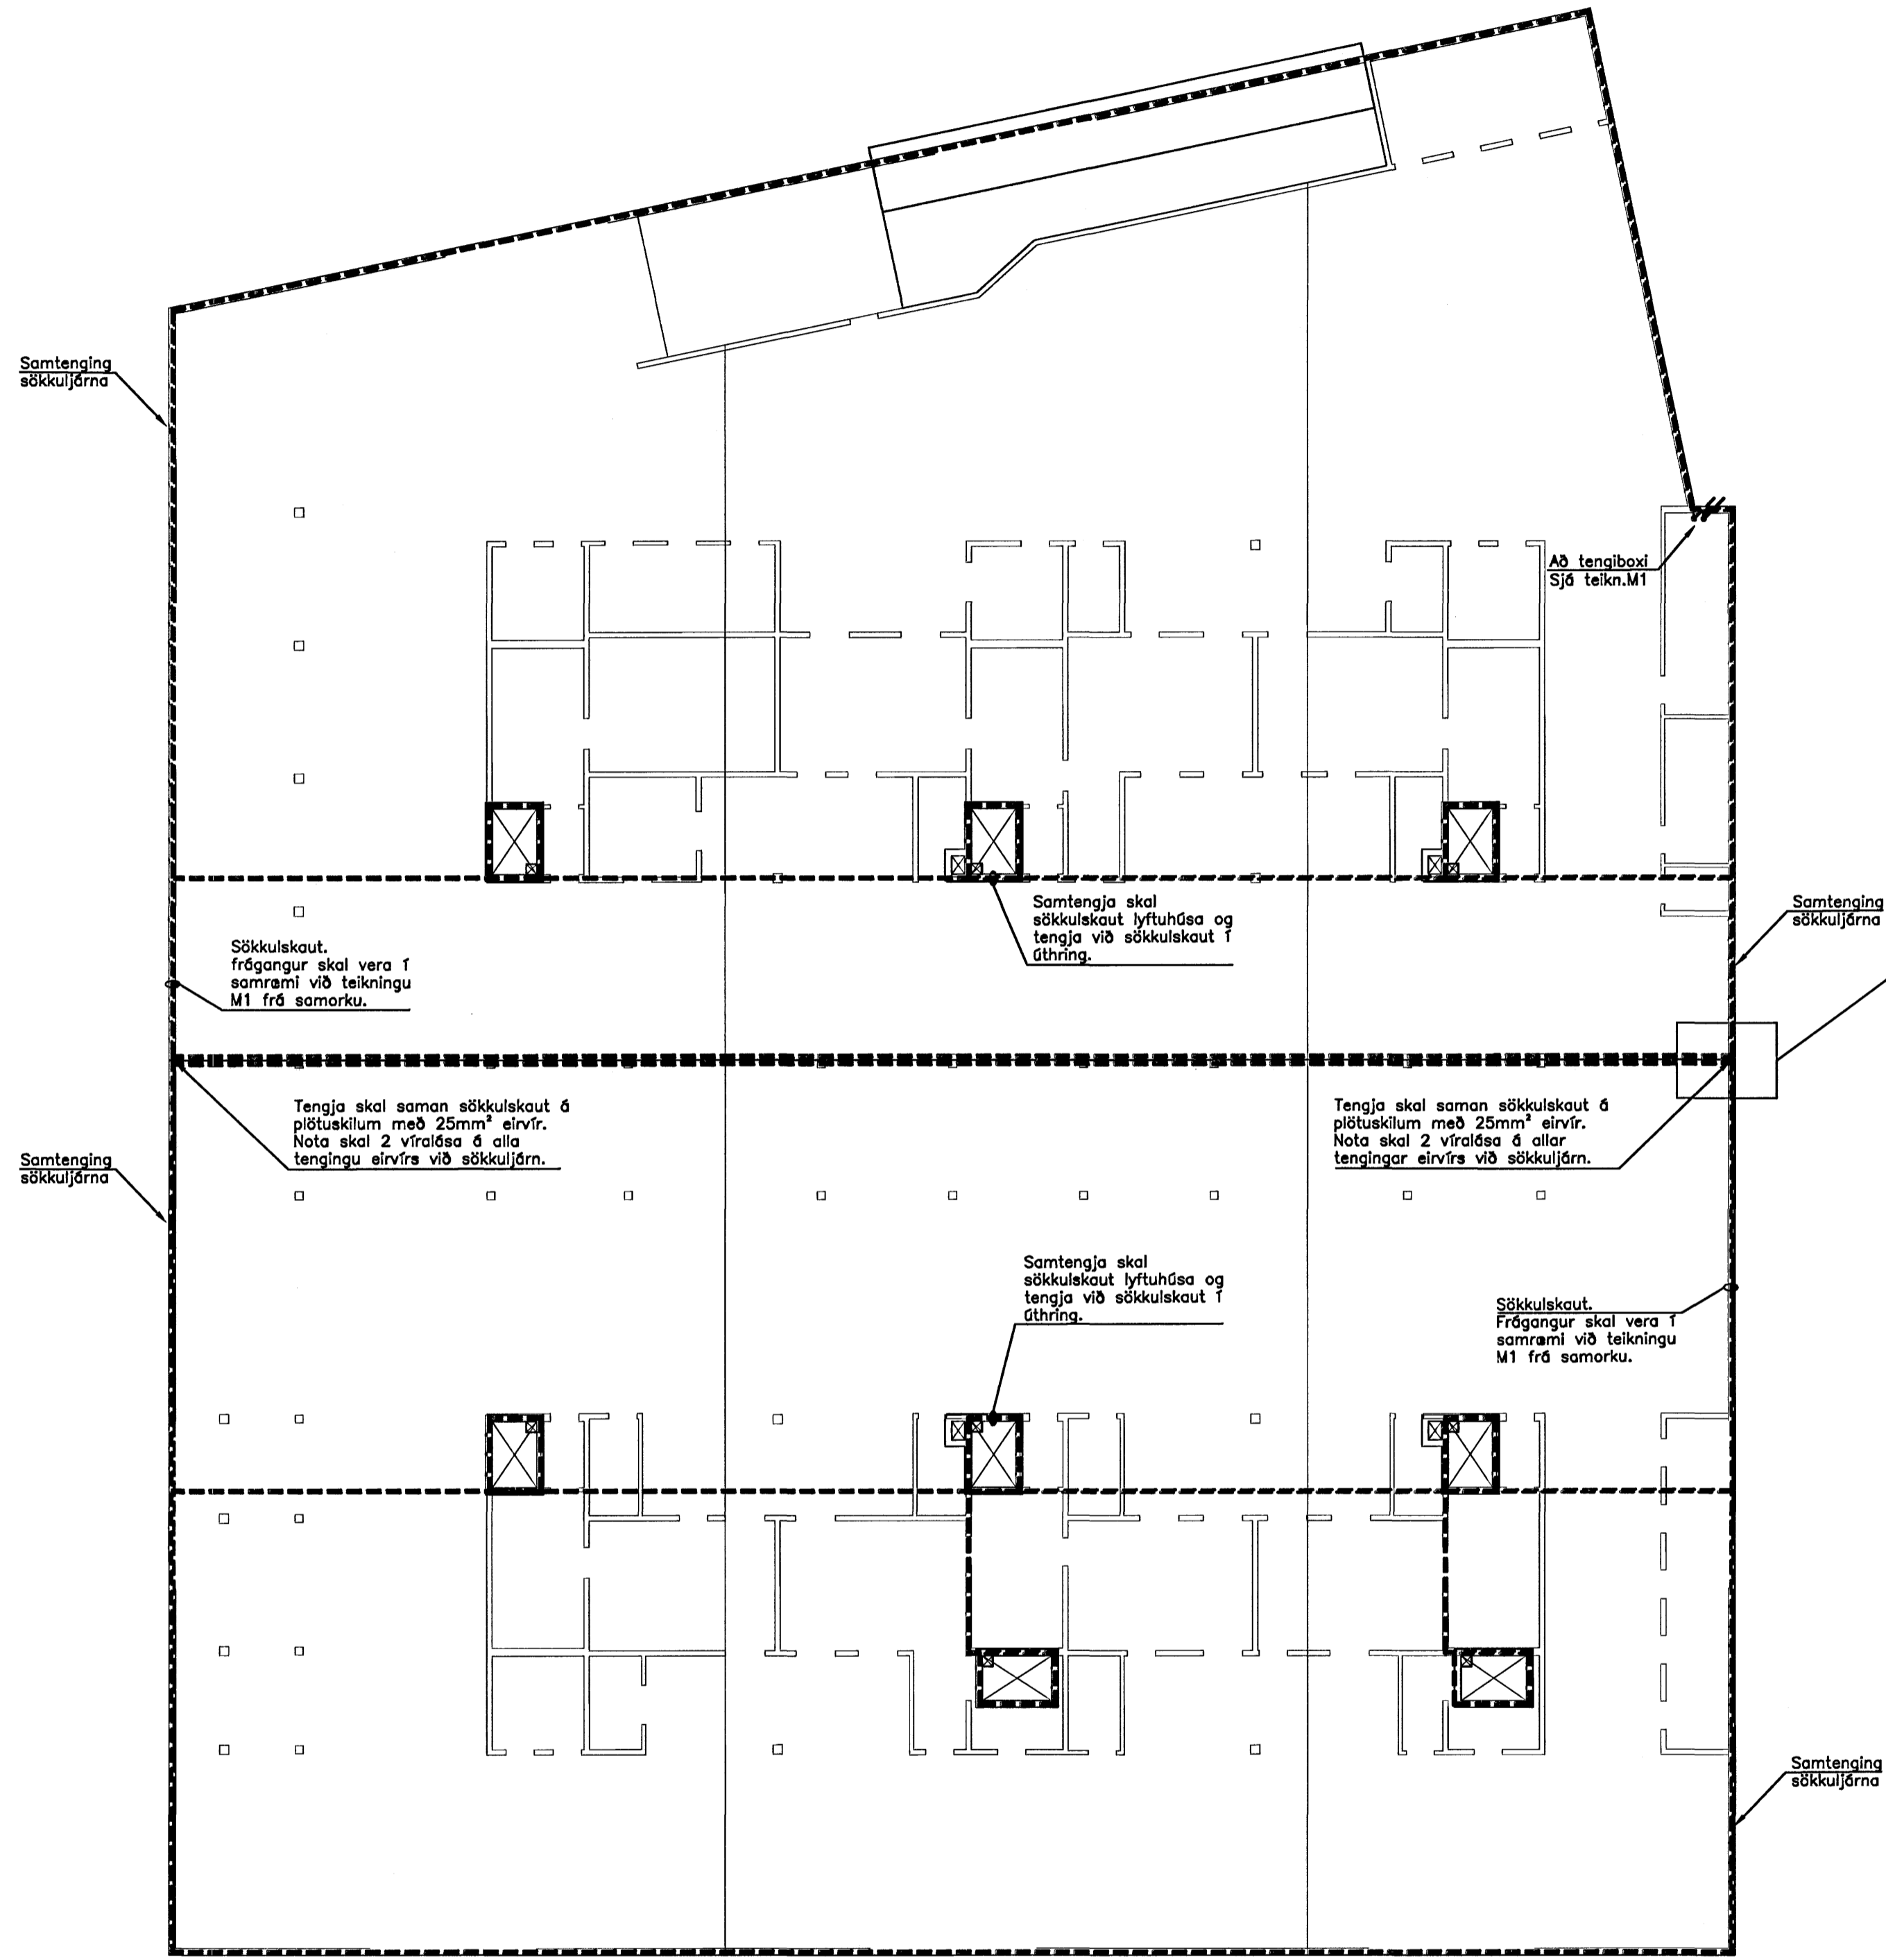 Samtenging
sökkuljárna
Að tengiboxi
Sjá teikn.M1
Samtengja skal
sökkulskaut lyftuhúsa og
tengja við sökkulskaut í
úthring.
Samtenging
sökkuljárna
Sökkulskaut.
frágangur skal vera í
samræmi við teikningu
M1 frá samorku.
Tengja skal saman sökkulskaut á
plötuskilum með 25mm² eirvír.
Nota skal 2 víralása á alla
tengingu eirvírs við sökkuljárn.
Tengja skal saman sökkulskaut á
plötuskilum með 25mm² eirvír.
Nota skal 2 víralása á allar
tengingar eirvírs við sökkuljárn.
Samtenging
sökkuljárna
Samtengja skal
sökkulskaut lyftuhúsa og
tengja við sökkulskaut í
úthring.
Sökkulskaut.
Frágangur skal vera í
samræmi við teikningu
M1 frá samorku.
Samtenging
sökkuljárna